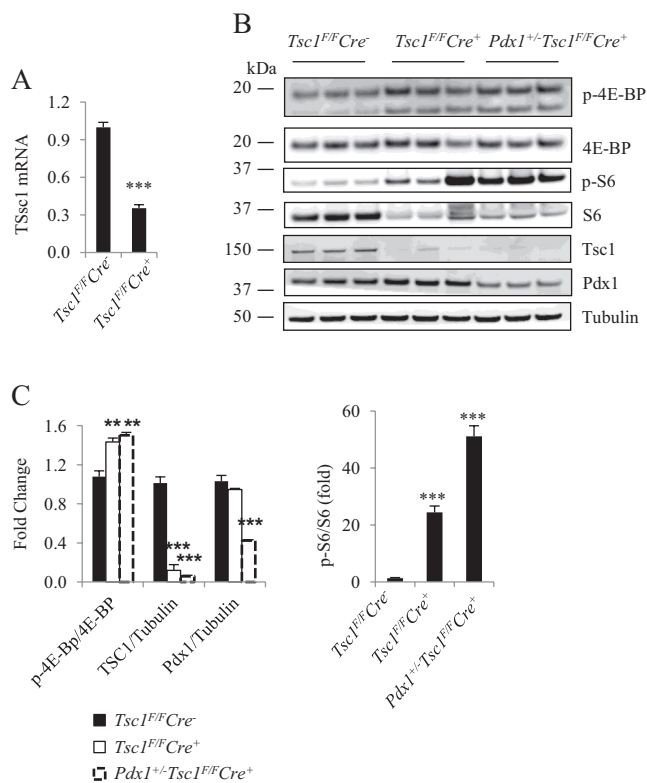 A
TSsc1 mRNA
1.2
0.9
0.6
0.3
0.0
***
Tsc1F/FCre-
Tsc1F/FCre+
B
Tsc1F/FCre- Tsc1F/FCre+ Pdx1+/-Tsc1F/FCre+
kDa
20 p-4E-BP
20 4E-BP
37 p-S6
37 S6
150 Tsc1
37 Pdx1
50 Tubulin
C
Fold Change
1.6
1.2
0.8
0.4
0.0
** **
***
***
***
p-4E-Bp/4E-BP
TSC1/Tubulin
Pdx1/Tubulin
Tsc1F/FCre-
Tsc1F/FCre+
Pdx1+/-Tsc1F/FCre+
p-S6/S6 (fold)
60
40
20
0
***
***
Tsc1F/FCre-
Tsc1F/FCre+
Pdx1+/-Tsc1F/FCre+